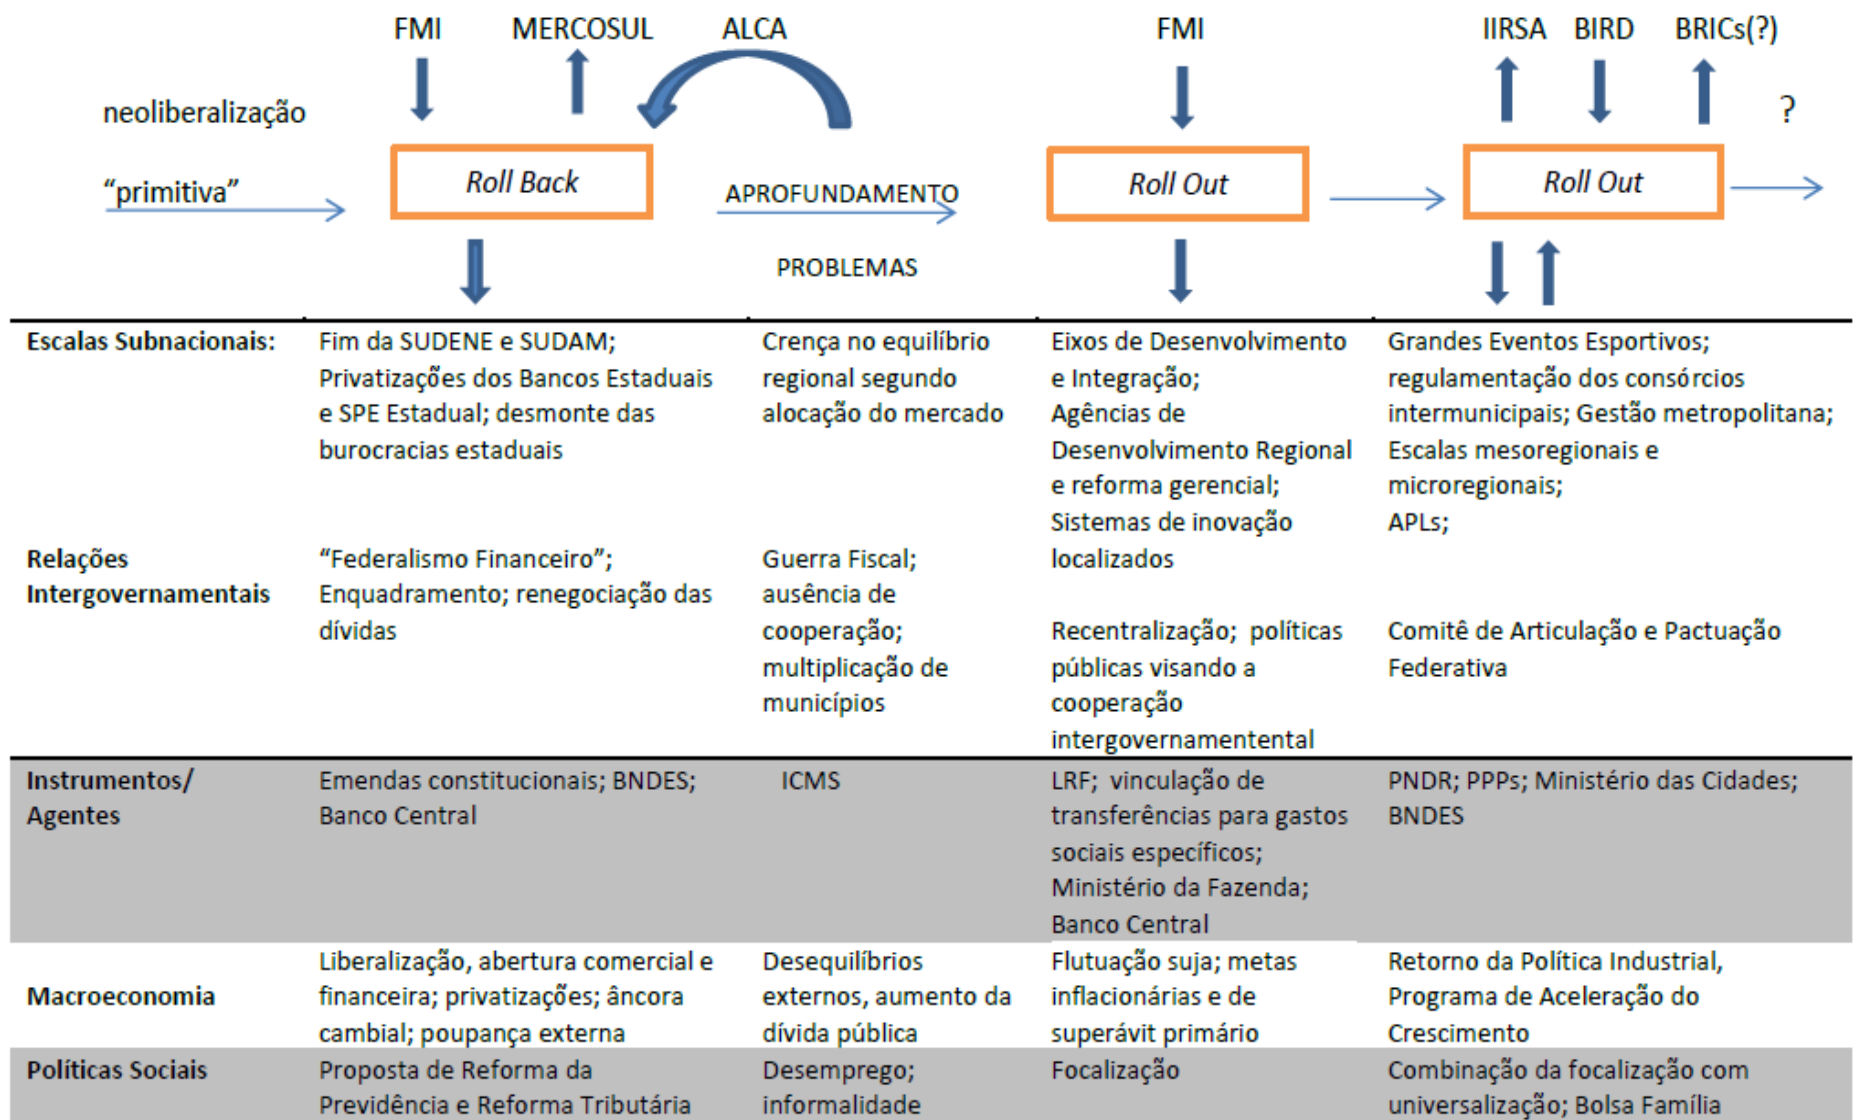 FMI MERCOSUL ALCA FMI IIRSA BIRD BRICs(?)
neoliberalização
?
"primitiva"
Roll Back
APROFUNDAMENTO
Roll Out
Roll Out
PROBLEMAS
Escalas Subnacionais:
Fim da SUDENE e SUDAM;
Privatizações dos Bancos Estaduais
e SPE Estadual; desmonte das
burocracias estaduais
Crença no equilíbrio
regional segundo
alocação do mercado
Eixos de Desenvolvimento
e Integração;
Agências de
Desenvolvimento Regional
e reforma gerencial;
Sistemas de inovação
localizados
Grandes Eventos Esportivos;
regulamentação dos consórcios
intermunicipais; Gestão metropolitana;
Escalas mesoregionais e
microregionais;
APLs;
Relações
Intergovernamentais
"Federalismo Financeiro";
Enquadramento; renegociação das
dívidas
Guerra Fiscal;
ausência de
cooperação;
multiplicação de
municípios
Recentralização; políticas
públicas visando a
cooperação
intergovernamentental
Comitê de Articulação e Pactuação
Federativa
Instrumentos/
Agentes
Emendas constitucionais; BNDES;
Banco Central
ICMS
LRF; vinculação de
transferências para gastos
sociais específicos;
Ministério da Fazenda;
Banco Central
PNDR; PPPs; Ministério das Cidades;
BNDES
Macroeconomia
Liberalização, abertura comercial e
financeira; privatizações; âncora
cambial; poupança externa
Desequilíbrios
externos, aumento da
dívida pública
Flutuação suja; metas
inflacionárias e de
superávit primário
Retorno da Política Industrial,
Programa de Aceleração do
Crescimento
Políticas Sociais
Proposta de Reforma da
Previdência e Reforma Tributária
Desemprego;
informalidade
Focalização
Combinação da focalização com
universalização; Bolsa Família